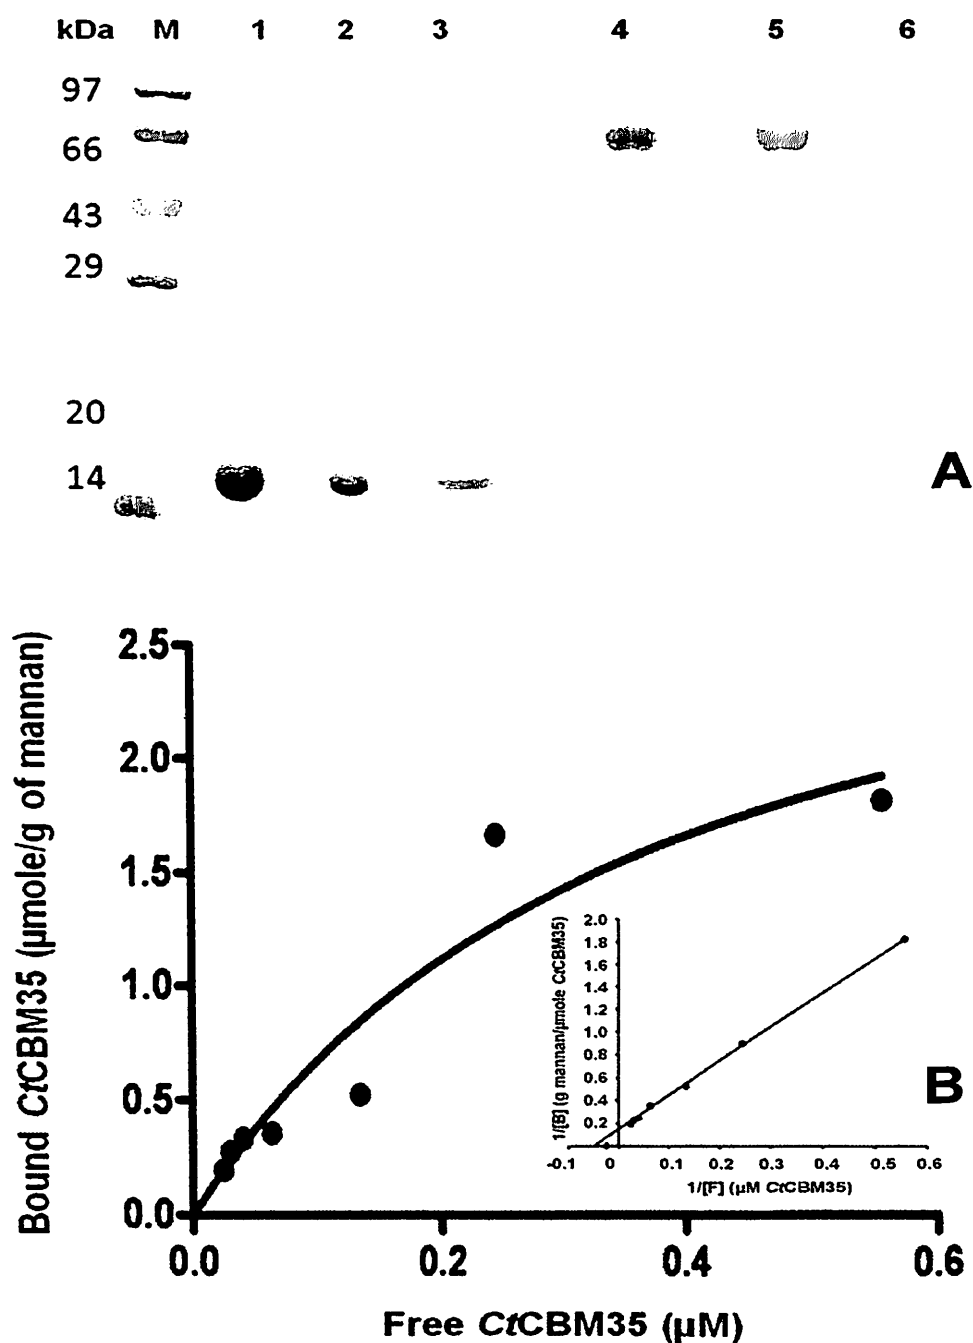 kDa M 1 2 3 4 5 6
97
66
43
29
20
14
A
Bound CtCBM35 (µmole/g of mannan)
2.5
2.0
1.5
1.0
0.5
0.0
0.0 0.2 0.4 0.6
Free CtCBM35 (µM)
B
1/[B] (g mannan/µmole CtCBM35)
2.0
1.8
1.6
1.4
1.2
1.0
0.8
0.6
0.4
0.2
-0.1 0 0.1 0.2 0.3 0.4 0.5 0.6
1/[F] (µM CtCBM35)